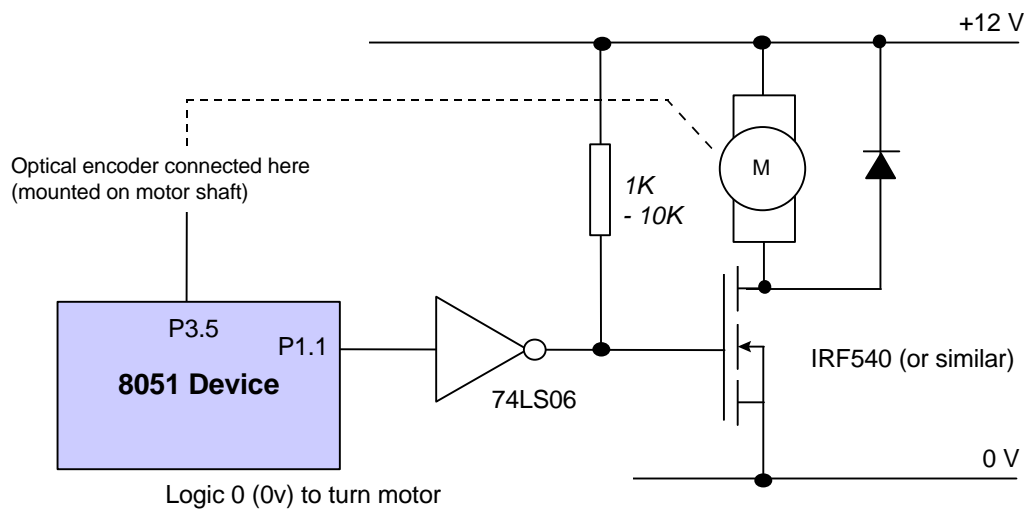 +12 V
Optical encoder connected here
(mounted on motor shaft)
1K
- 10K
M
P3.5
P1.1
8051 Device
74LS06
IRF540 (or similar)
0 V
Logic 0 (0v) to turn motor